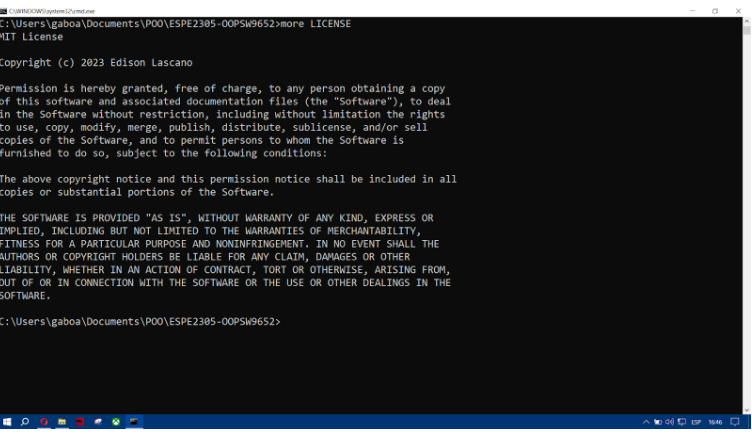 C:\WINDOWS\system32\cmd.exe
C:\Users\gaboa\Documents\POO\ESPE2305-OOPSW9652>more LICENSE
MIT License
Copyright (c) 2023 Edison Lascano
Permission is hereby granted, free of charge, to any person obtaining a copy
of this software and associated documentation files (the "Software"), to deal
in the Software without restriction, including without limitation the rights
to use, copy, modify, merge, publish, distribute, sublicense, and/or sell
copies of the Software, and to permit persons to whom the Software is
furnished to do so, subject to the following conditions:
The above copyright notice and this permission notice shall be included in all
copies or substantial portions of the Software.
THE SOFTWARE IS PROVIDED "AS IS", WITHOUT WARRANTY OF ANY KIND, EXPRESS OR
IMPLIED, INCLUDING BUT NOT LIMITED TO THE WARRANTIES OF MERCHANTABILITY,
FITNESS FOR A PARTICULAR PURPOSE AND NONINFRINGEMENT. IN NO EVENT SHALL THE
AUTHORS OR COPYRIGHT HOLDERS BE LIABLE FOR ANY CLAIM, DAMAGES OR OTHER
LIABILITY, WHETHER IN AN ACTION OF CONTRACT, TORT OR OTHERWISE, ARISING FROM,
OUT OF OR IN CONNECTION WITH THE SOFTWARE OR THE USE OR OTHER DEALINGS IN THE
SOFTWARE.
C:\Users\gaboa\Documents\POO\ESPE2305-OOPSW9652>
ESP 16:46